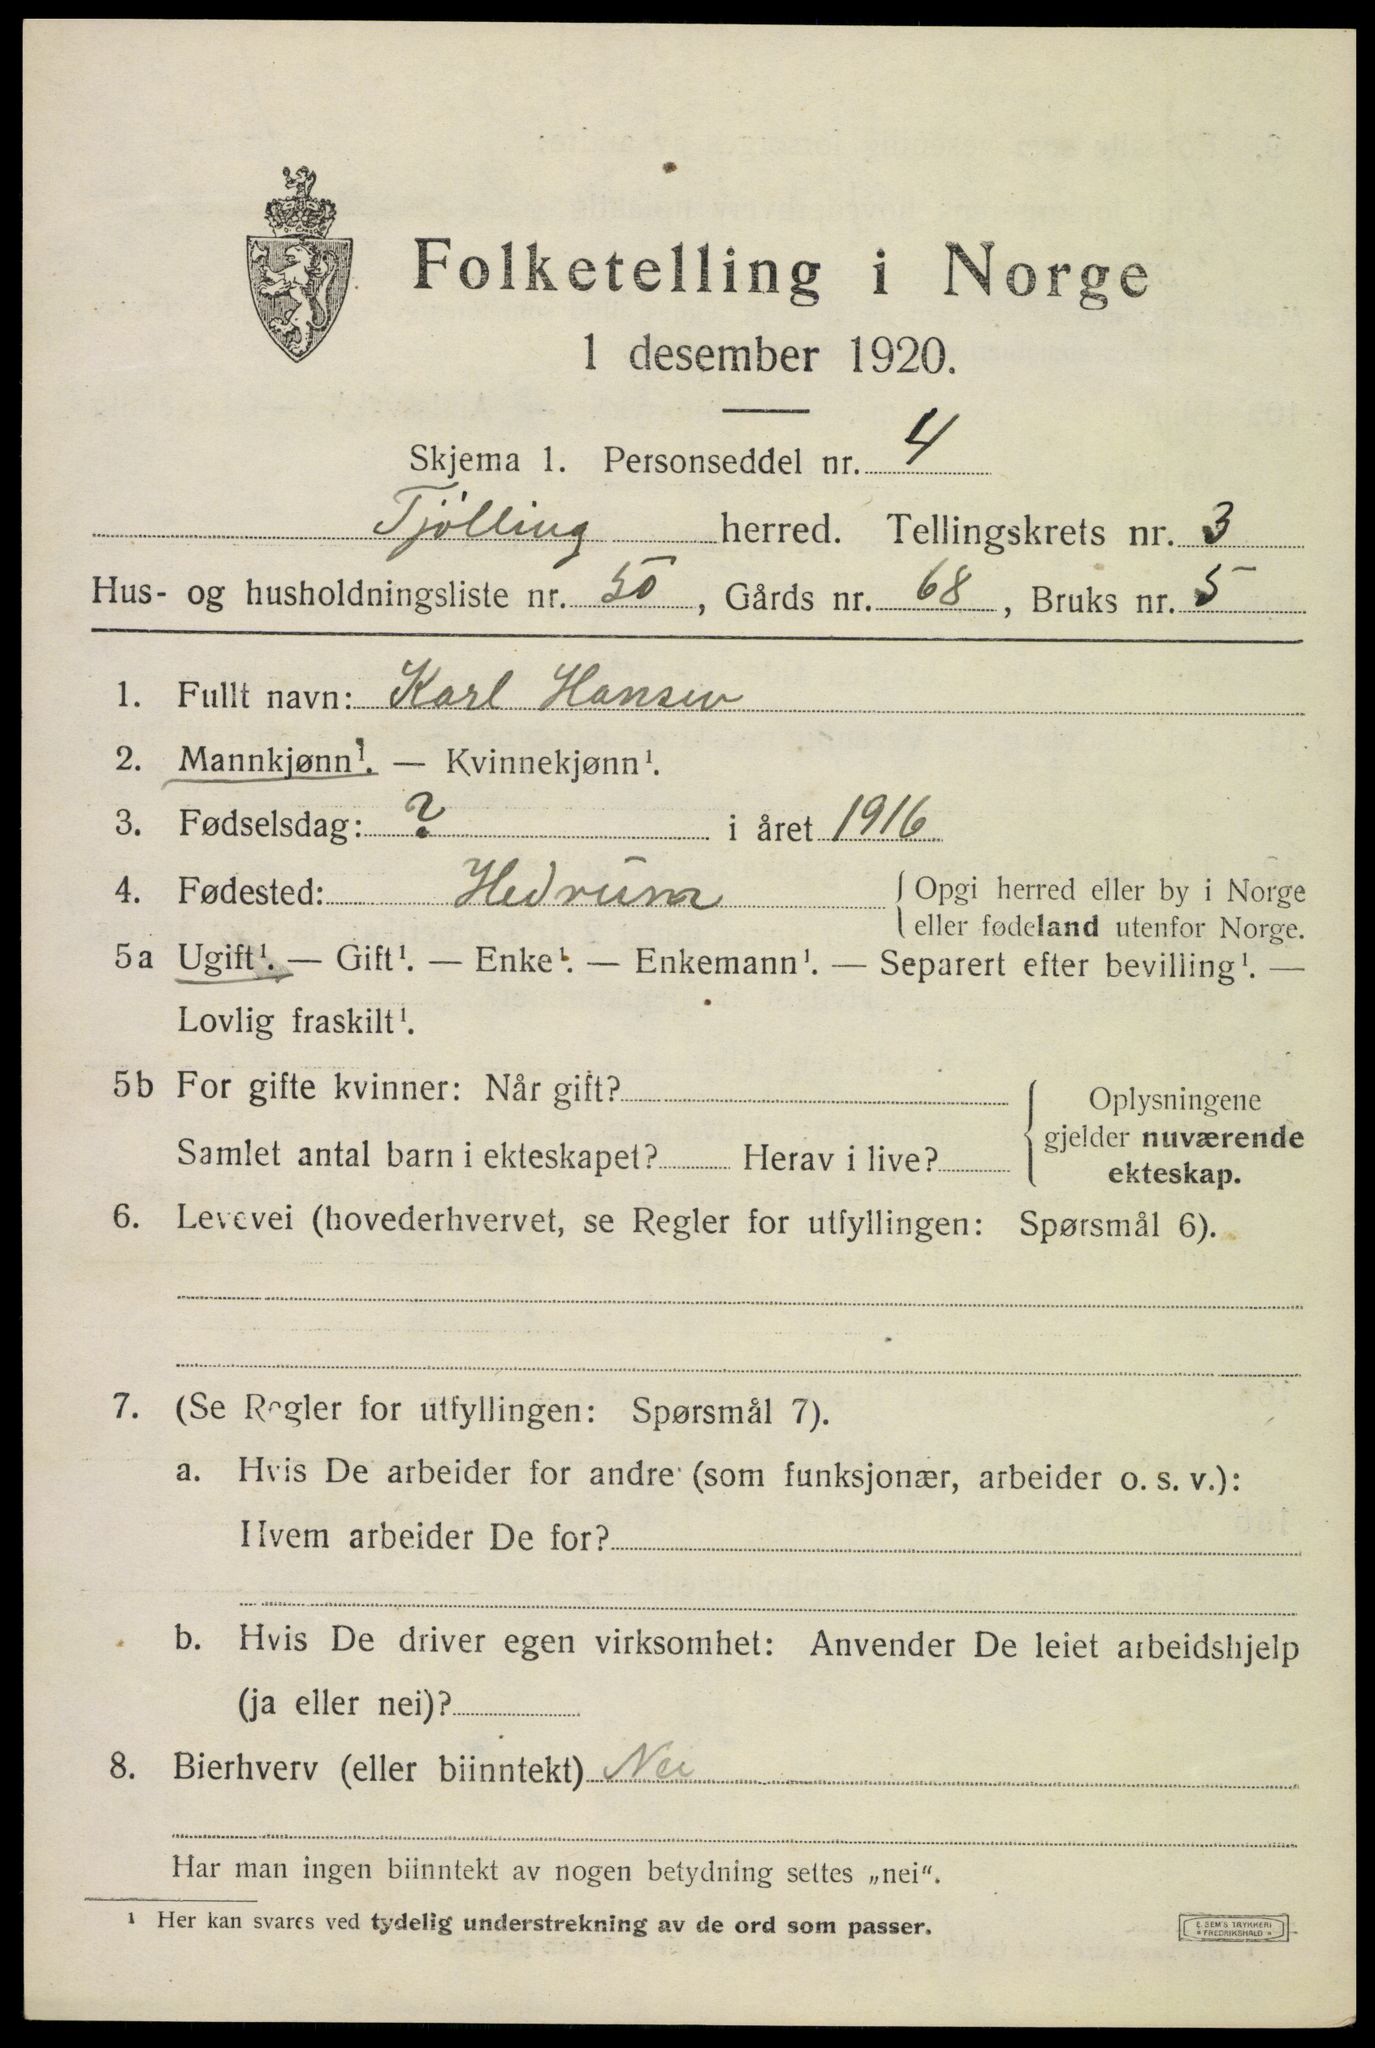 Folketelling i Norge
1 desember 1920.
Skjema 1. Personseddel nr. 4
Tjølling herred. Tellingskrets nr. 3
Hus- og husholdningsliste nr. 50, Gårds nr. 68, Bruks nr. 5
1. Fullt navn: Karl Hansen
2. Mannkjønn¹. — Kvinnekjønn¹.
3. Fødselsdag: ? i året 1916
4. Fødested: Hedrum { Opgi herred eller by i Norge
eller fødeland utenfor Norge.
5a Ugift¹. — Gift¹. — Enke¹. — Enkemann¹. — Separert efter bevilling¹. —
Lovlig fraskilt¹.
5b For gifte kvinner: Når gift?
Samlet antal barn i ekteskapet? Herav i live?
{ Oplysningene
gjelder nuværende
ekteskap.
6. Levevei (hovederhvervet, se Regler for utfyllingen: Spørsmål 6).
7. (Se Regler for utfyllingen: Spørsmål 7).
a. Hvis De arbeider for andre (som funksjonær, arbeider o. s. v.):
Hvem arbeider De for?
b. Hvis De driver egen virksomhet: Anvender De leiet arbeidshjelp
(ja eller nei)?
8. Bierhverv (eller biinntekt) Nei
Har man ingen biinntekt av nogen betydning settes „nei“.
¹ Her kan svares ved tydelig understrekning av de ord som passer.
E. SEM'S TRYKKERI
FREDRIKSHALD